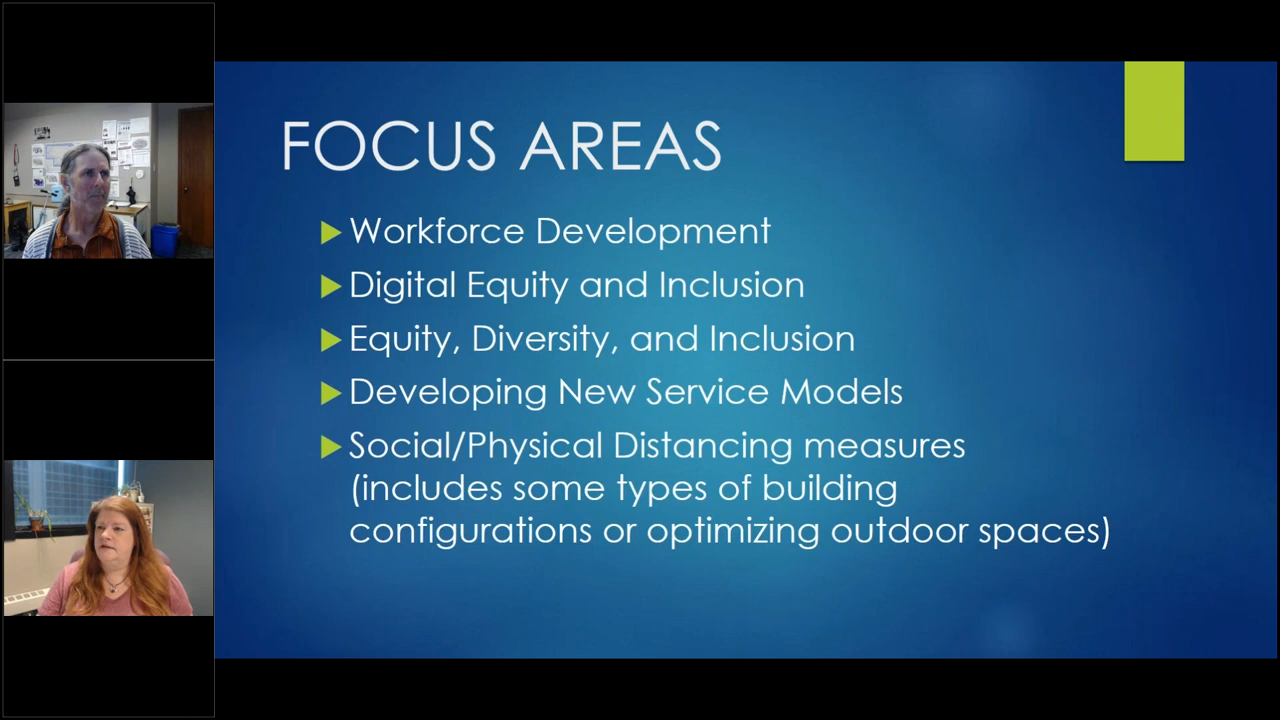 FOCUS AREAS
Workforce Development
Digital Equity and Inclusion
Equity, Diversity, and Inclusion
Developing New Service Models
Social/Physical Distancing measures
(includes some types of building
configurations or optimizing outdoor spaces)